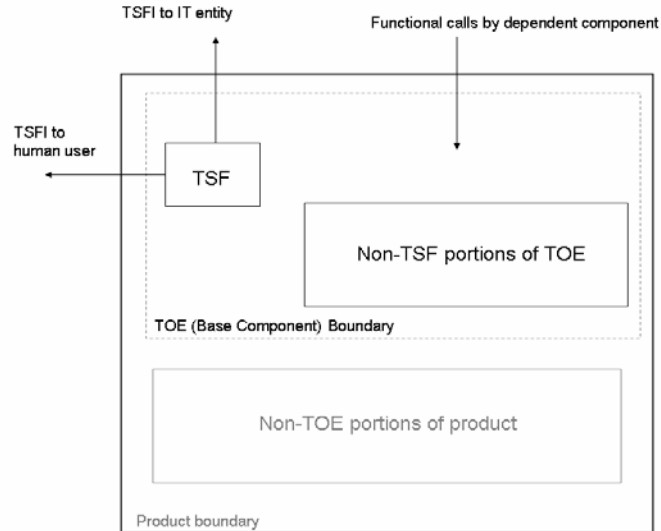 TSFI to IT entity
Functional calls by dependent component
TSFI to
human user
TSF
Non-TSF portions of TOE
TOE (Base Component) Boundary
Non-TOE portions of product
Product boundary